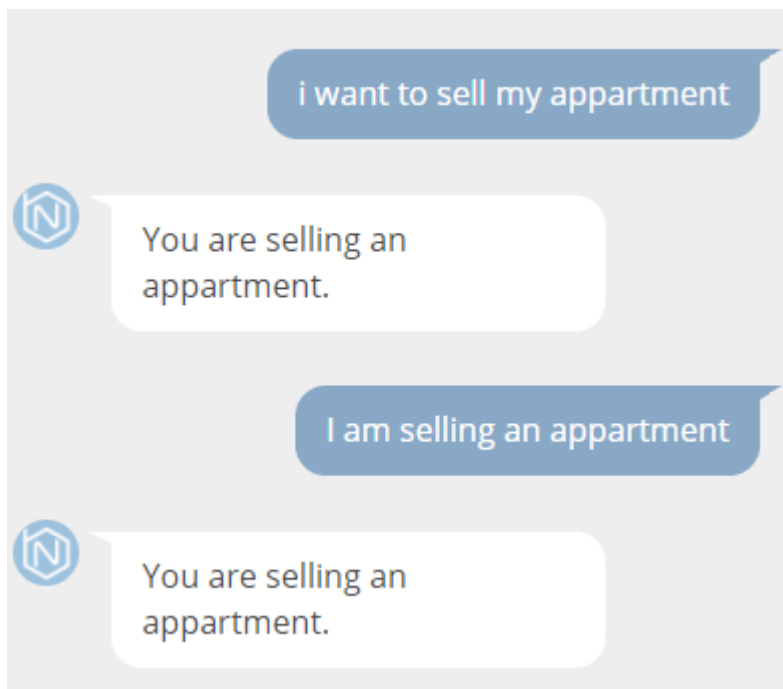 i want to sell my appartment
You are selling an
appartment.
I am selling an appartment
You are selling an
appartment.